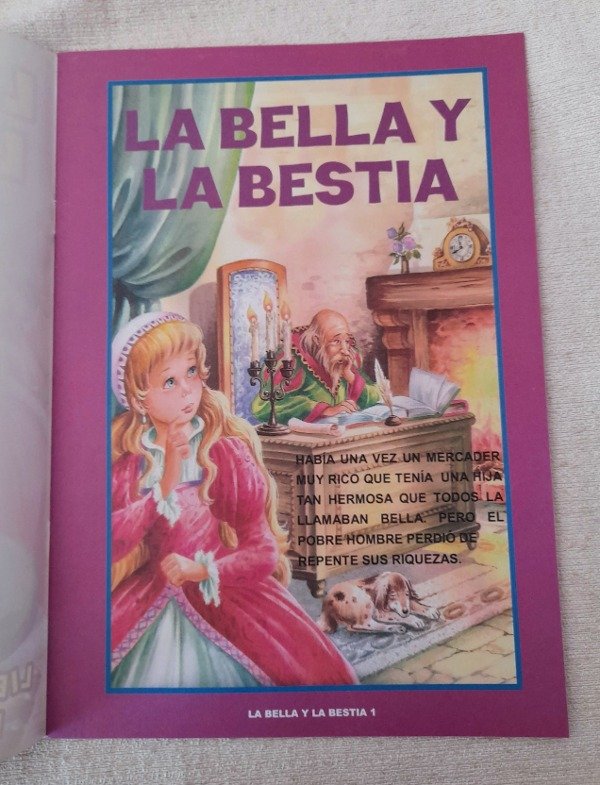 LA BELLA Y
LA BESTIA
HABÍA UNA VEZ UN MERCADER
MUY RICO QUE TENÍA UNA HIJA
TAN HERMOSA QUE TODOS LA
LLAMABAN BELLA. PERO EL
POBRE HOMBRE PERDIO DE
REPENTE SUS RIQUEZAS.
LA BELLA Y LA BESTIA 1